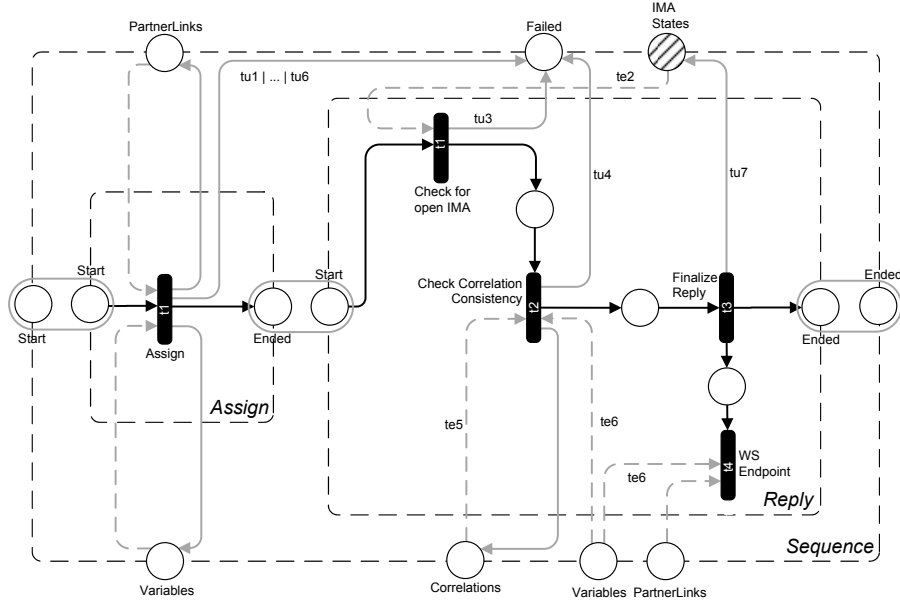 PartnerLinks
Failed
IMA
States
tu1 | ... | tu6
te2
tu3
t1
Check for
open IMA
tu4
tu7
Start
Start
Check Correlation
Consistency
Finalize
Reply
Ended
t1
t2
t3
Start
Ended
Ended
Assign
Assign
te5
te6
te6
t4
WS
Endpoint
Reply
Sequence
Variables
Correlations
Variables
PartnerLinks